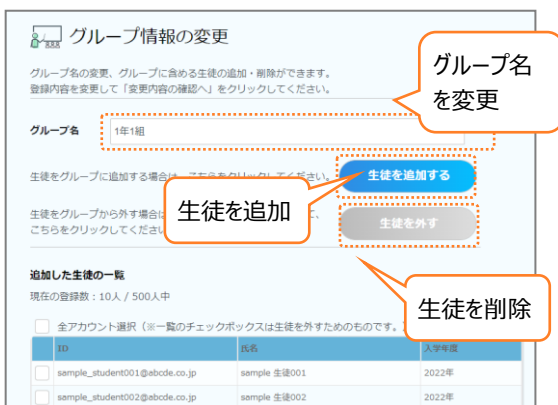 グループ情報の変更
グループ名の変更、グループに含める生徒の追加・削除ができます。
登録内容を変更して「変更内容の確認へ」をクリックしてください。
グループ名
を変更
グループ名
1年1組
生徒をグループに追加する場合は、こちらをクリックしてください。
生徒を追加する
生徒を追加
生徒をグループから外す場合は
て、
こちらをクリックしてくださ
生徒を外す
生徒を削除
追加した生徒の一覧
現在の登録数：10人 / 500人中
全アカウント選択（※一覧のチェックボックスは生徒を外すためのものです。）
ID 氏名 入学年度
sample_student001@abcde.co.jp sample 生徒001 2022年
sample_student002@abcde.co.jp sample 生徒002 2022年